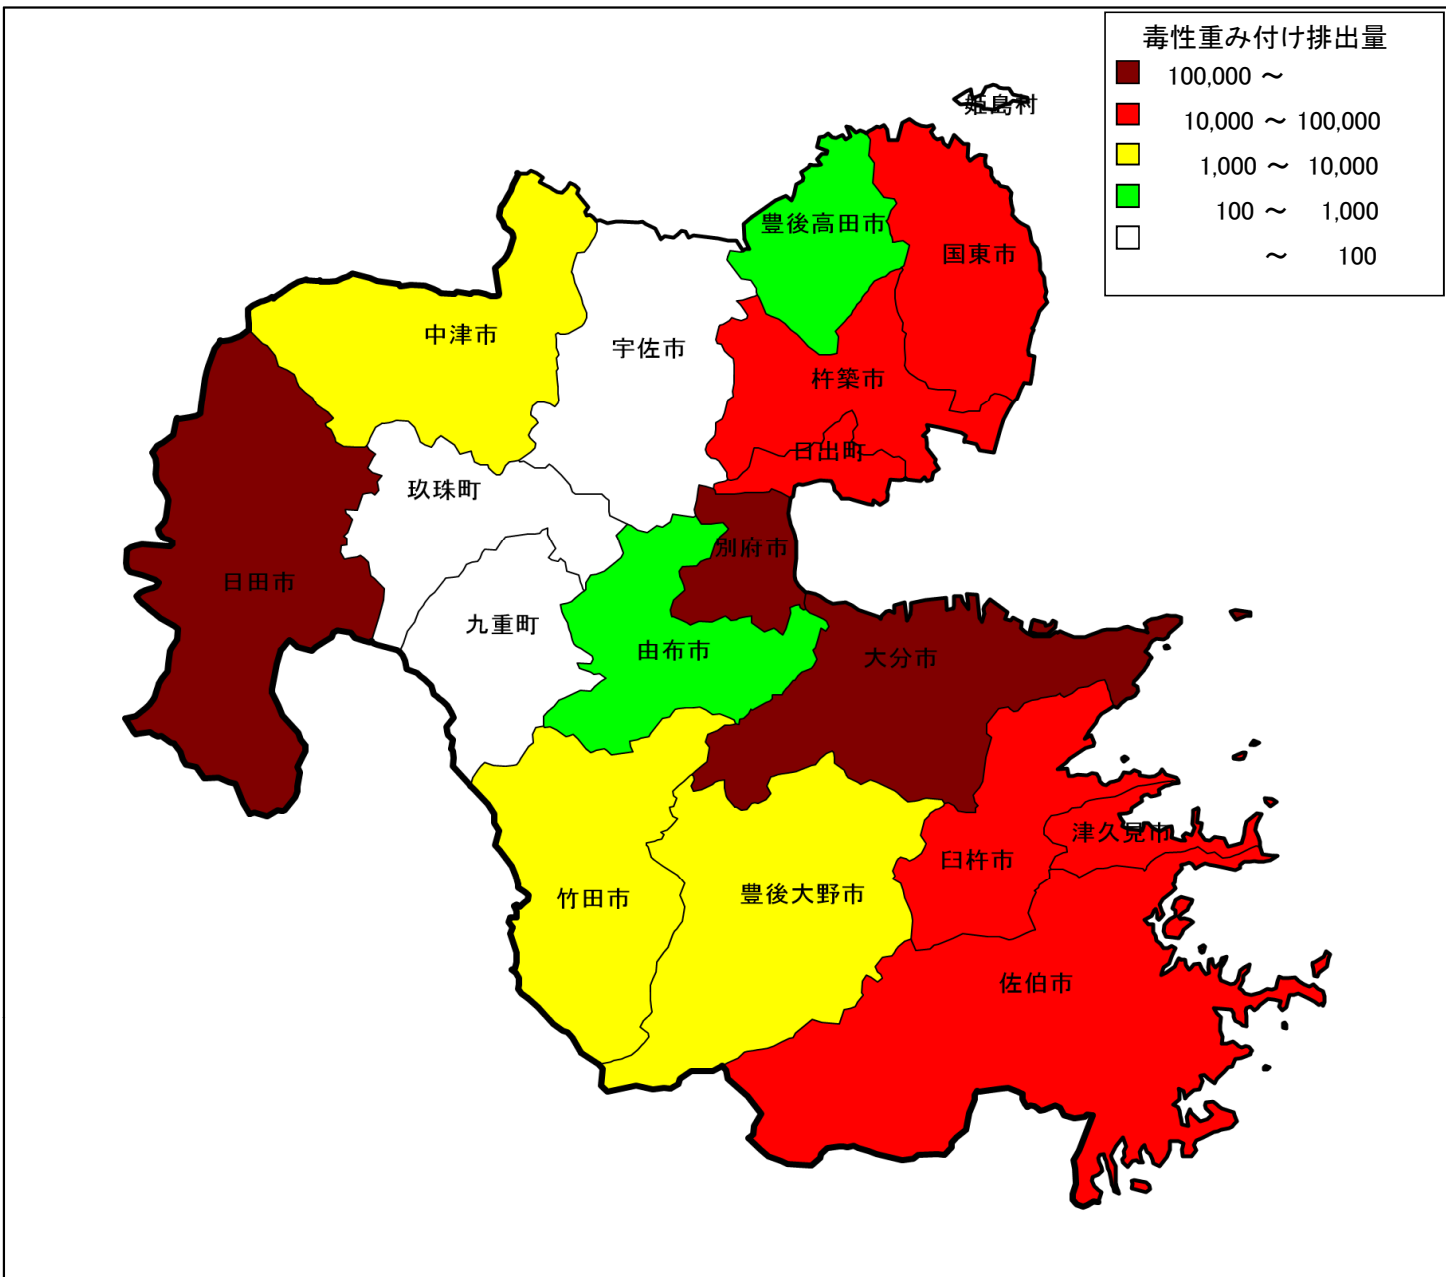 毒性重み付け排出量
100,000 ～
10,000 ～ 100,000
1,000 ～ 10,000
100 ～ 1,000
～ 100
姫島村
豊後高田市
国東市
中津市
宇佐市
杵築市
日出町
玖珠町
別府市
日田市
九重町
由布市
大分市
津久見市
臼杵市
竹田市
豊後大野市
佐伯市